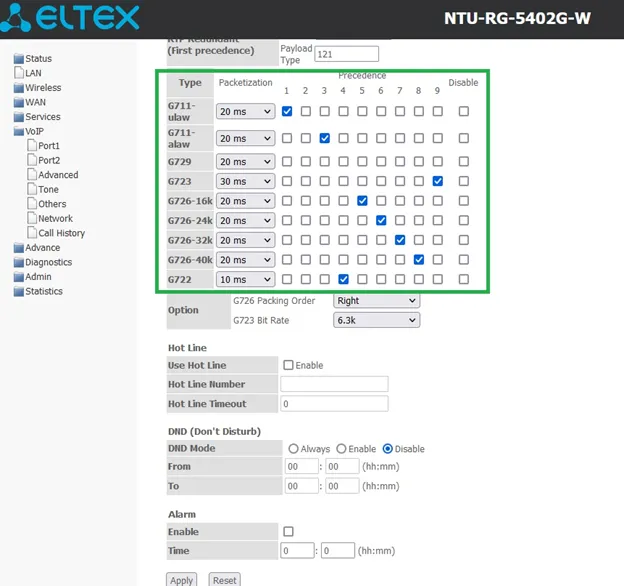 ELTEX NTU-RG-5402G-W
Status
LAN
Wireless
WAN
Services
VoIP
Port1
Port2
Advanced
Tone
Others
Network
Call History
Advance
Diagnostics
Admin
Statistics
RTP Redundant
(First precedence) Payload Type 121
Type Packetization Precedence Disable
1 2 3 4 5 6 7 8 9
G711-ulaw 20 ms
G711-alaw 20 ms
G729 20 ms
G723 30 ms
G726-16k 20 ms
G726-24k 20 ms
G726-32k 20 ms
G726-40k 20 ms
G722 10 ms
Option G726 Packing Order Right
G723 Bit Rate 6.3k
Hot Line
Use Hot Line Enable
Hot Line Number
Hot Line Timeout 0
DND (Don't Disturb)
DND Mode Always Enable Disable
From 00 : 00 (hh:mm)
To 00 : 00 (hh:mm)
Alarm
Enable
Time 0 : 0 (hh:mm)
Apply Reset